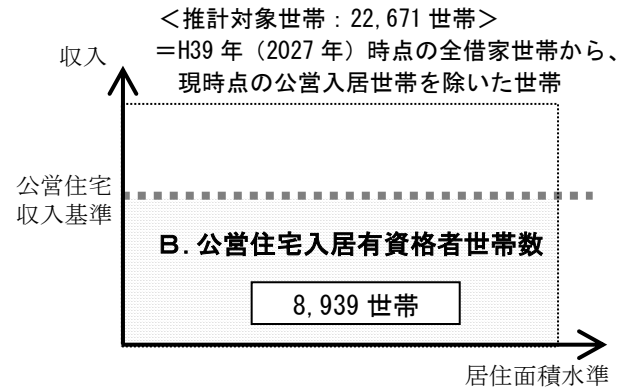 ＜推計対象世帯：22,671 世帯＞
＝H39 年（2027 年）時点の全借家世帯から、
現時点の公営入居世帯を除いた世帯
収入
公営住宅
収入基準
Ｂ．公営住宅入居有資格者世帯数
8,939 世帯
居住面積水準